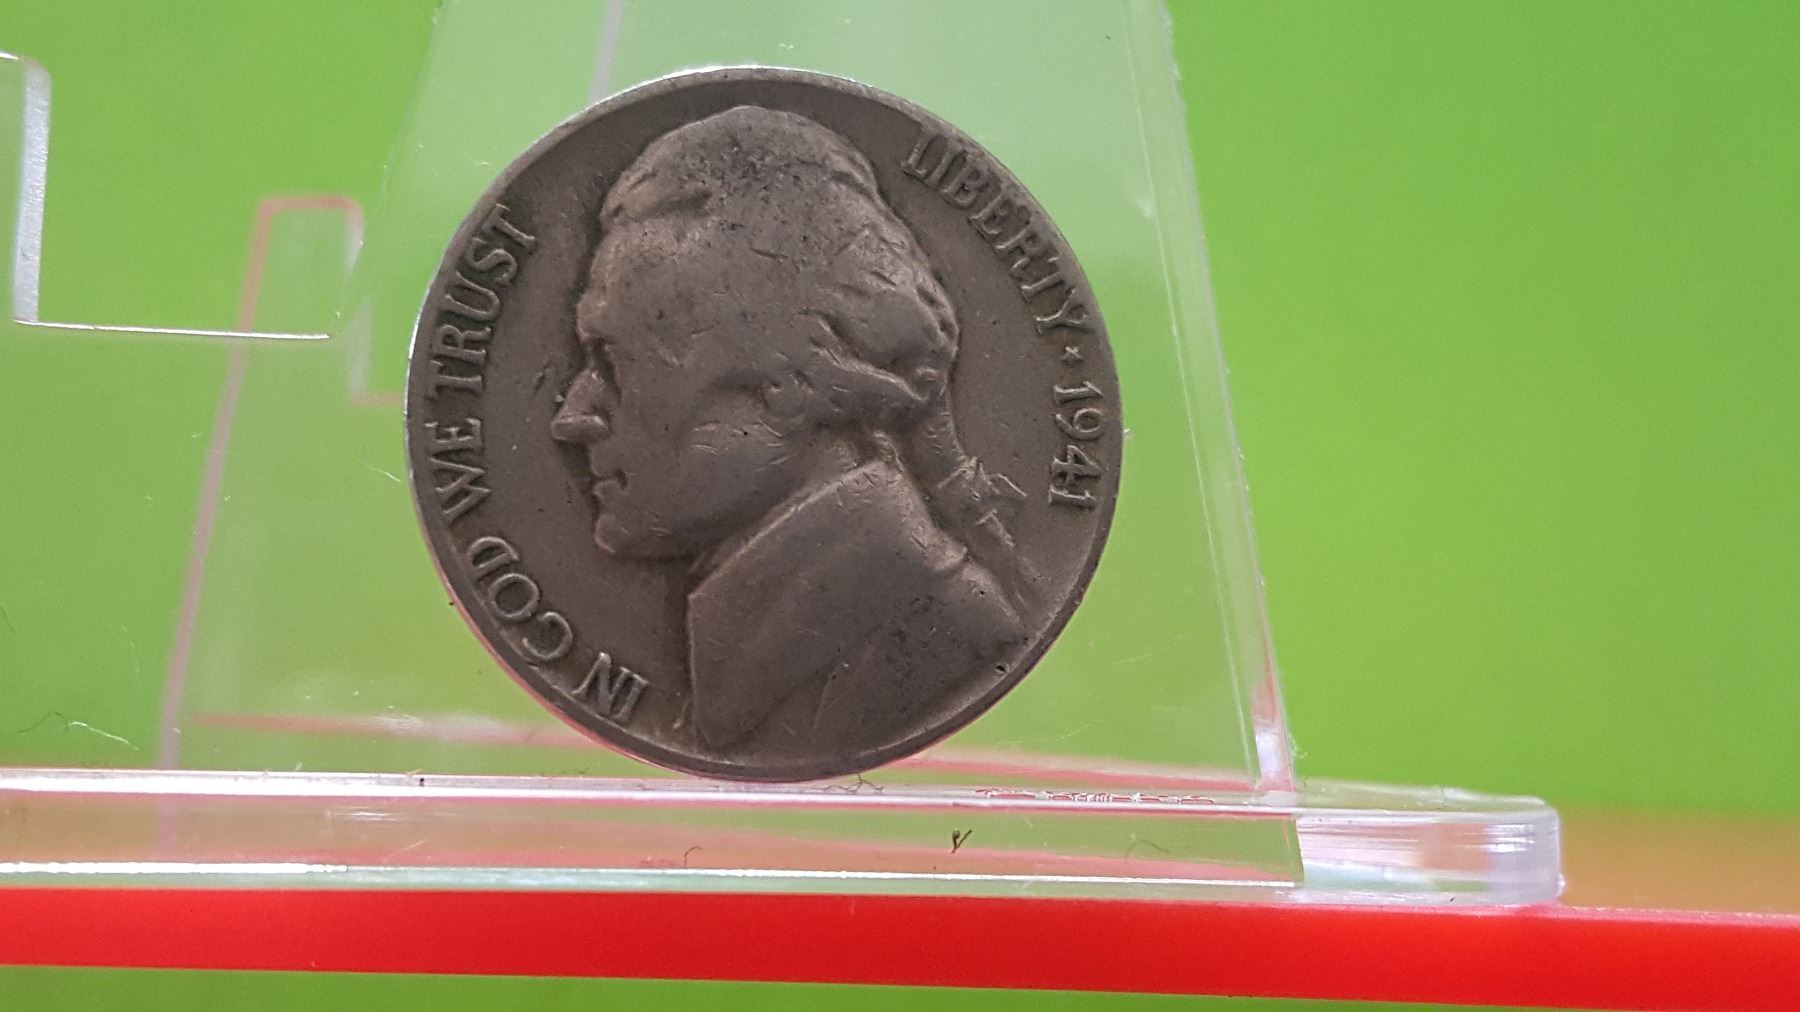 IN GOD WE TRUST
LIBERTY ★ 1941